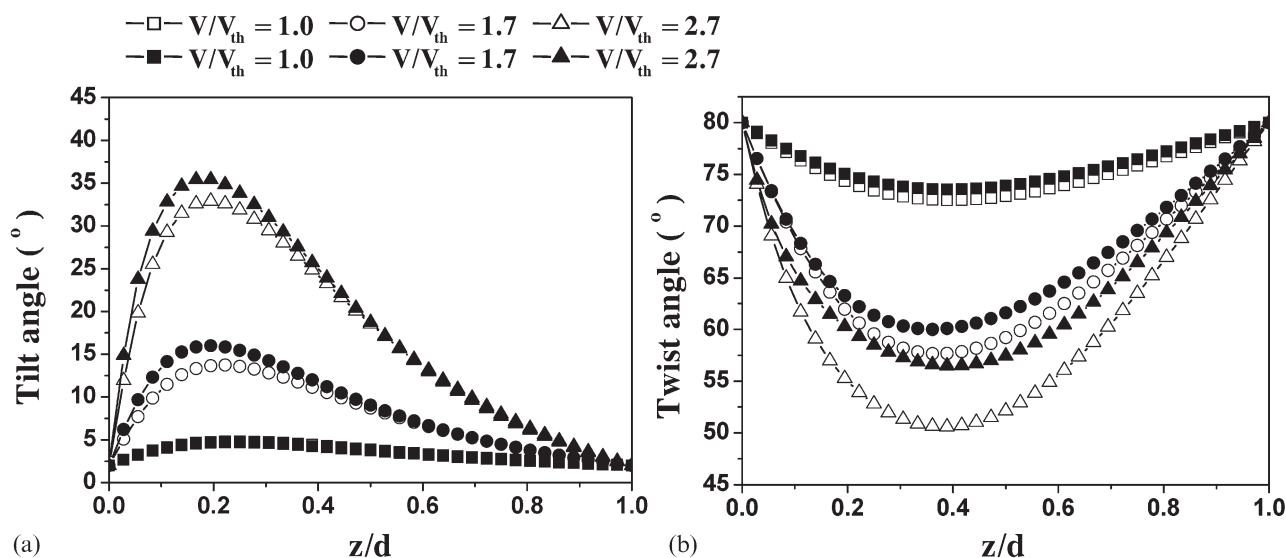 V/Vth = 1.0 V/Vth = 1.7 V/Vth = 2.7
V/Vth = 1.0 V/Vth = 1.7 V/Vth = 2.7
Tilt angle ( ° )
45
40
35
30
25
20
15
10
5
0
0.0 0.2 0.4 0.6 0.8 1.0
(a) z/d
Twist angle ( ° )
80
75
70
65
60
55
50
45
0.0 0.2 0.4 0.6 0.8 1.0
(b) z/d